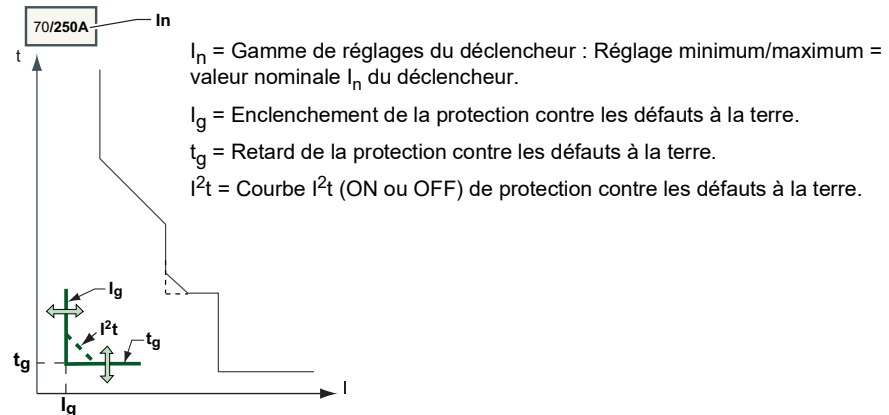 70/250A
In
t
In = Gamme de réglages du déclencheur : Réglage minimum/maximum =
valeur nominale In du déclencheur.
Ig = Enclenchement de la protection contre les défauts à la terre.
tg = Retard de la protection contre les défauts à la terre.
I²t = Courbe I²t (ON ou OFF) de protection contre les défauts à la terre.
Ig
I²t
tg
tg
I
Ig